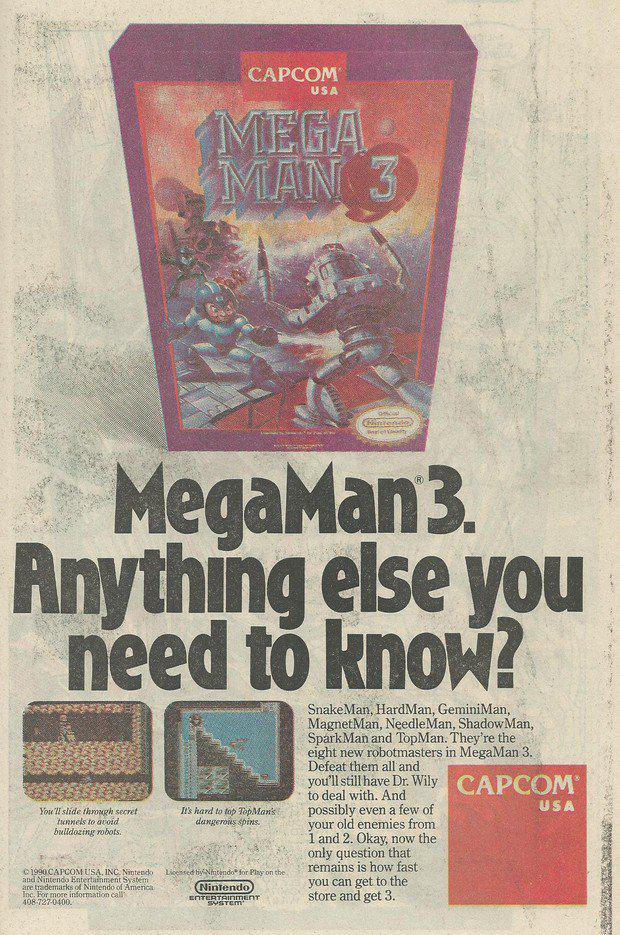 CAPCOM®
USA
MEGA
MAN 3
Official
Nintendo
Seal of Quality
MegaMan® 3.
Anything else you
need to know?
You'll slide through secret
tunnels to avoid
bulldozing robots.
It's hard to top TopMan's
dangerous spins.
SnakeMan, HardMan, GeminiMan,
MagnetMan, NeedleMan, ShadowMan,
SparkMan and TopMan. They're the
eight new robotmasters in MegaMan 3.
Defeat them all and
you'll still have Dr. Wily
to deal with. And
possibly even a few of
your old enemies from
1 and 2. Okay, now the
only question that
remains is how fast
you can get to the
store and get 3.
CAPCOM®
USA
© 1990 CAPCOM USA, INC. Nintendo
and Nintendo Entertainment System
are trademarks of Nintendo of America
Inc. For more information call
408-727-0400.
Licensed by Nintendo® for Play on the
Nintendo
ENTERTAINMENT
SYSTEM®